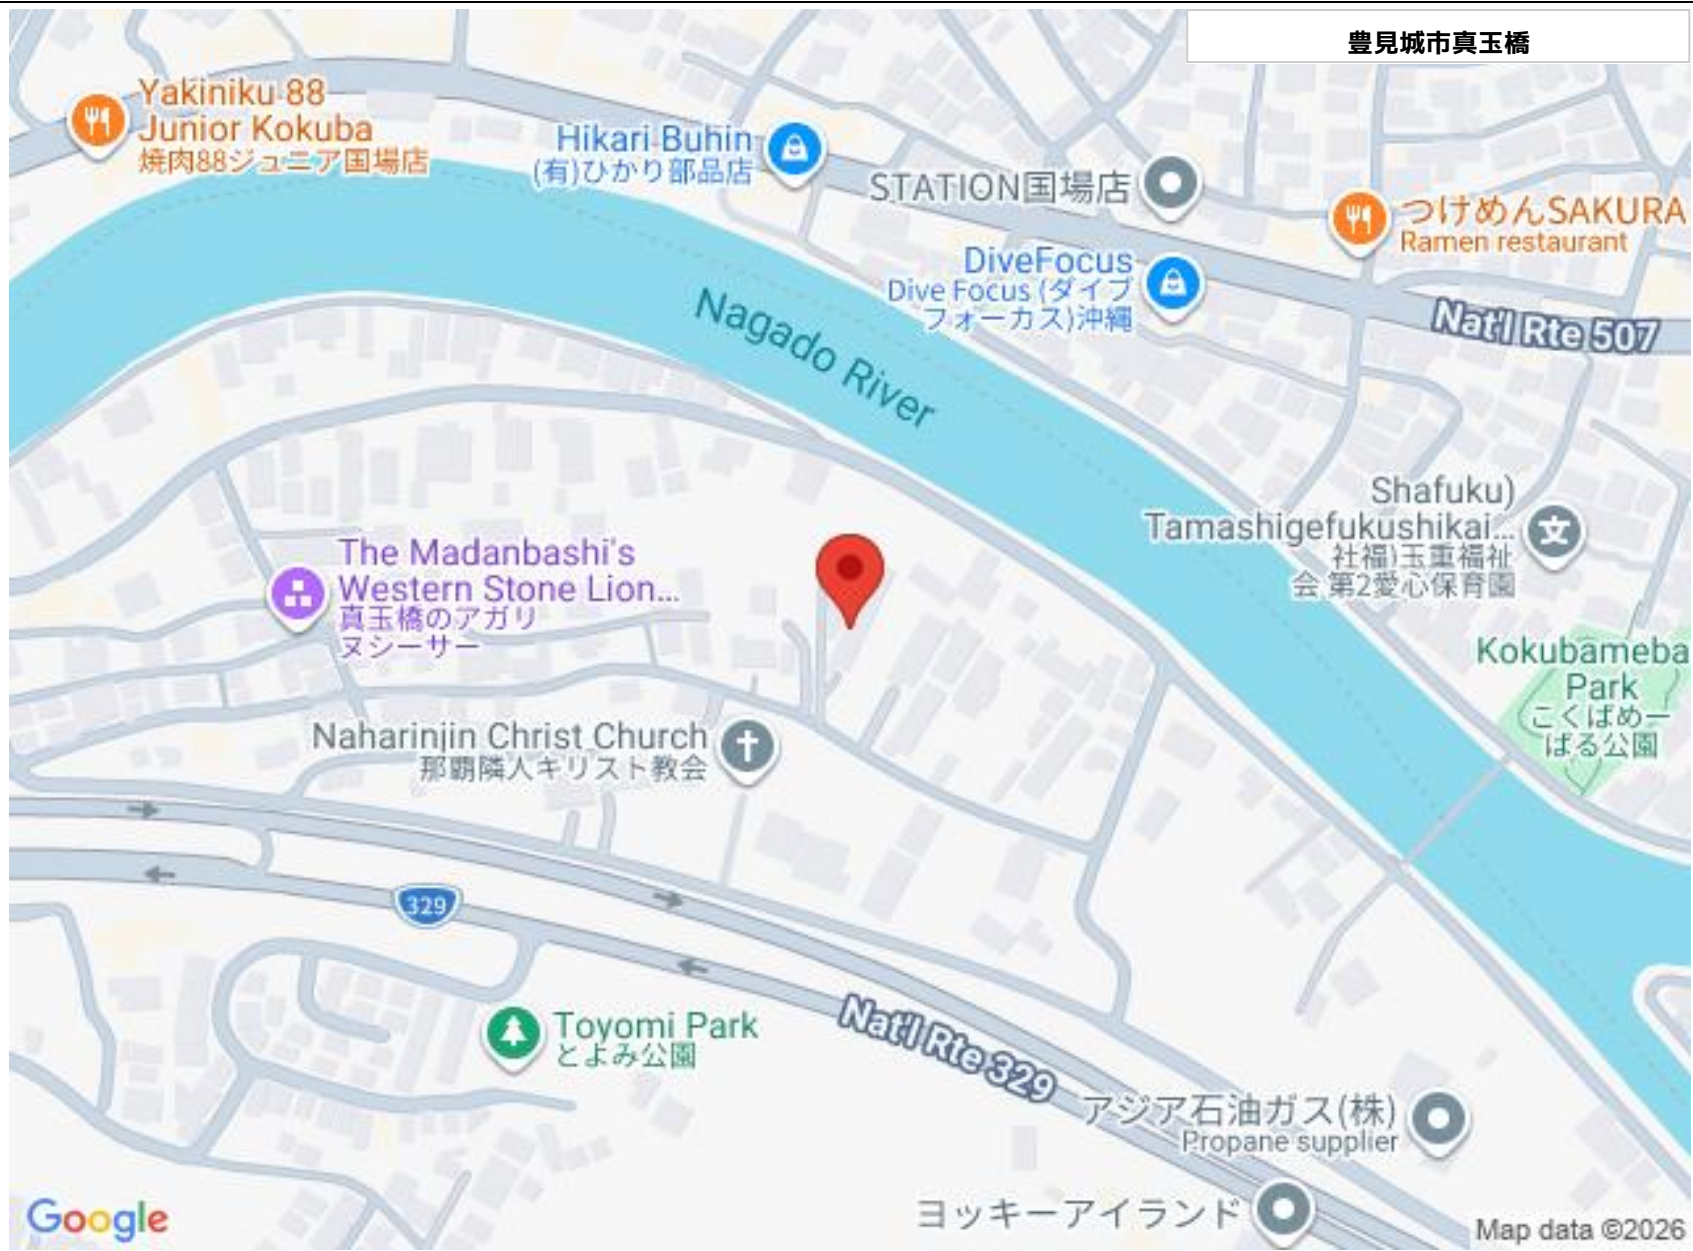 豊見城市真玉橋
Yakiniku 88
Junior Kokuba
焼肉88ジュニア国場店
Hikari Buhin
(有)ひかり部品店
STATION国場店
つけめんSAKURA
Ramen restaurant
DiveFocus
Dive Focus (ダイブ
フォーカス)沖縄
Nat'l Rte 507
Nagado River
Shafuku)
Tamashigefukushikai...
社福)玉重福祉
会 第2愛心保育園
The Madanbashi's
Western Stone Lion...
真玉橋のアガリ
ヌシーサー
Kokubameba
Park
こくばめー
ばる公園
Naharinjin Christ Church
那覇隣人キリスト教会
329
Toyomi Park
とよみ公園
Nat'l Rte 329
アジア石油ガス(株)
Propane supplier
ヨッキーアイランド
Google
Map data ©2026